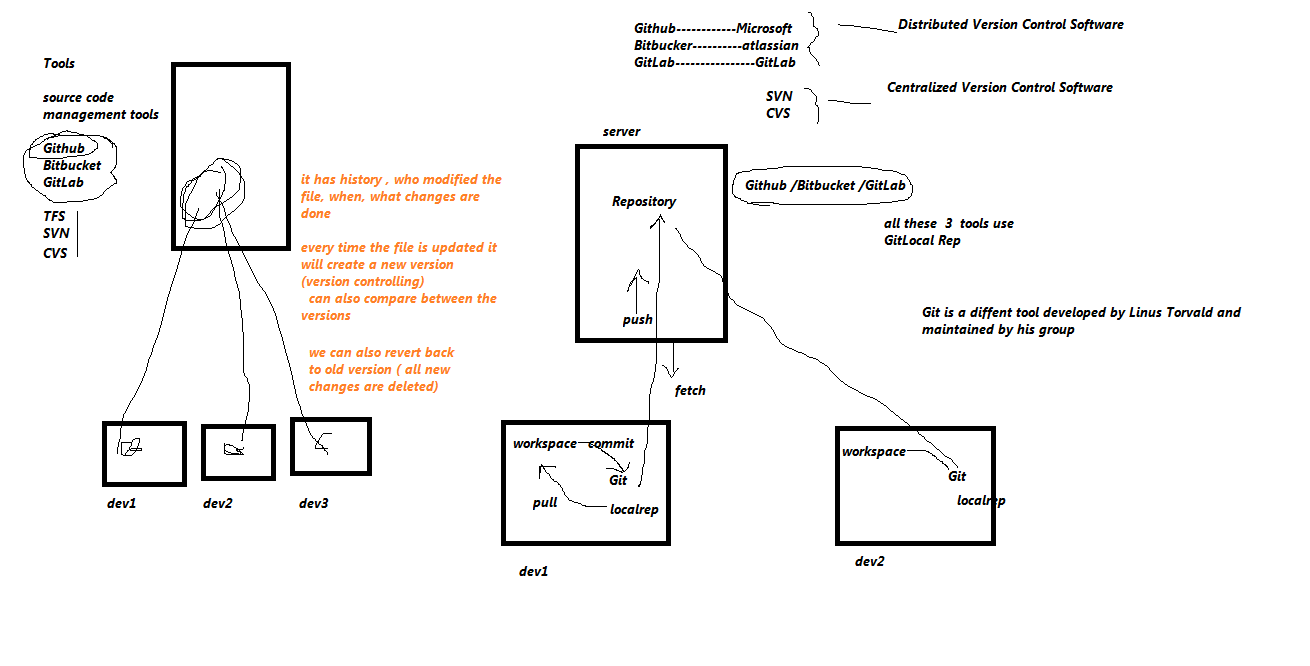 Tools
source code
management tools
Github
Bitbucket
GitLab
TFS
SVN
CVS
it has history , who modified the
file, when, what changes are
done
every time the file is updated it
will create a new version
(version controlling)
can also compare between the
versions
we can also revert back
to old version ( all new
changes are deleted)
dev1
dev2
dev3
Github------------Microsoft
Bitbucker----------atlassian
GitLab----------------GitLab
Distributed Version Control Software
SVN
CVS
Centralized Version Control Software
server
Repository
push
fetch
Github /Bitbucket /GitLab
all these 3 tools use
GitLocal Rep
Git is a diffent tool developed by Linus Torvald and
maintained by his group
workspace
commit
Git
pull
localrep
dev1
workspace
Git
localrep
dev2